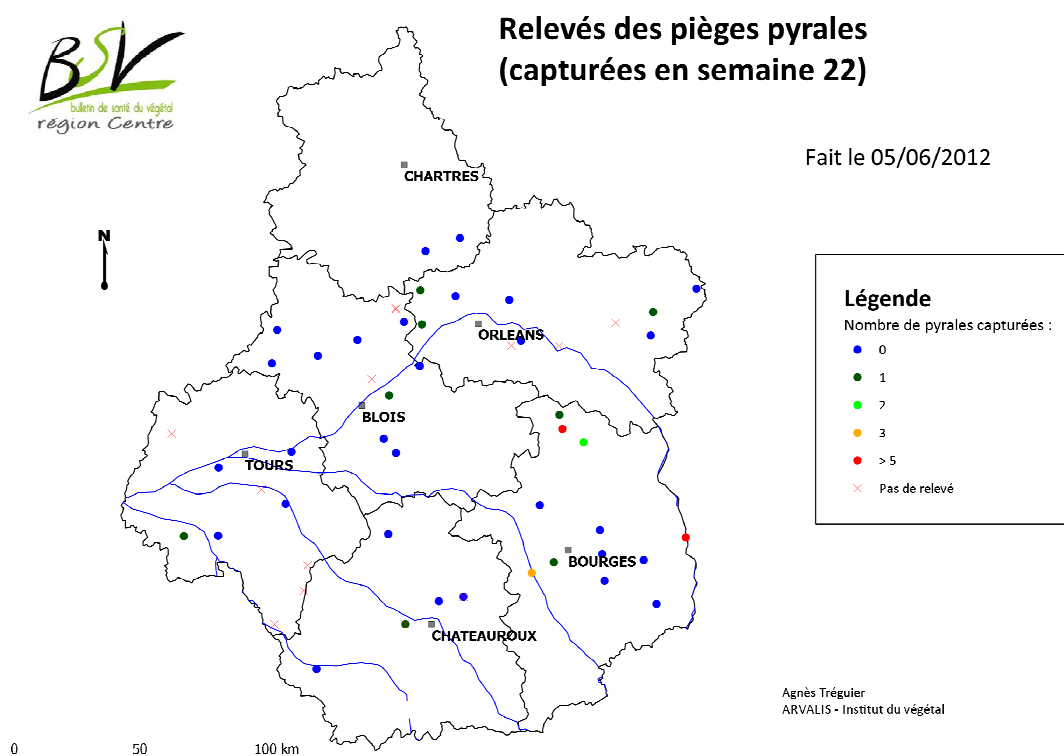 Relevés des pièges pyrales
(capturées en semaine 22)
BSV
bulletin de santé du végétal
région Centre
Fait le 05/06/2012
CHARTRES
N
Légende
Nombre de pyrales capturées :
0
1
2
3
> 5
Pas de relevé
ORLEANS
BLOIS
TOURS
BOURGES
CHATEAUROUX
Agnès Tréguier
ARVALIS - Institut du végétal
0 50 100 km